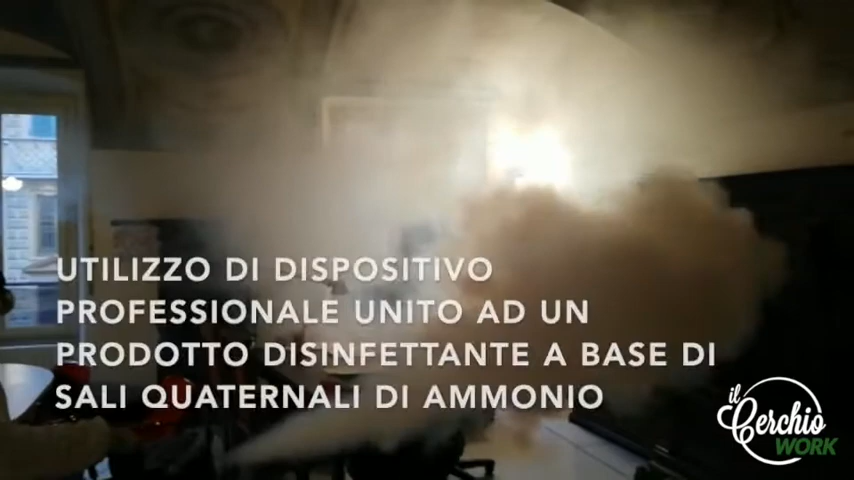 UTILIZZO DI DISPOSITIVO
PROFESSIONALE UNITO AD UN
PRODOTTO DISINFETTANTE A BASE DI
SALI QUATERNALI DI AMMONIO
il Cerchio
WORK